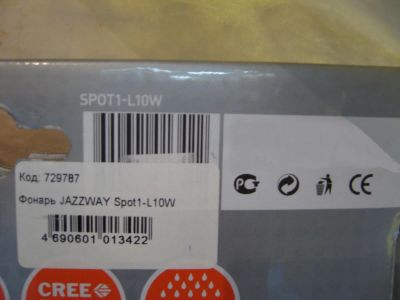 SPOT1-L10W
Код: 729787
Фонарь JAZZWAY Spot1-L10W
4 690601 013422
CE
CREE